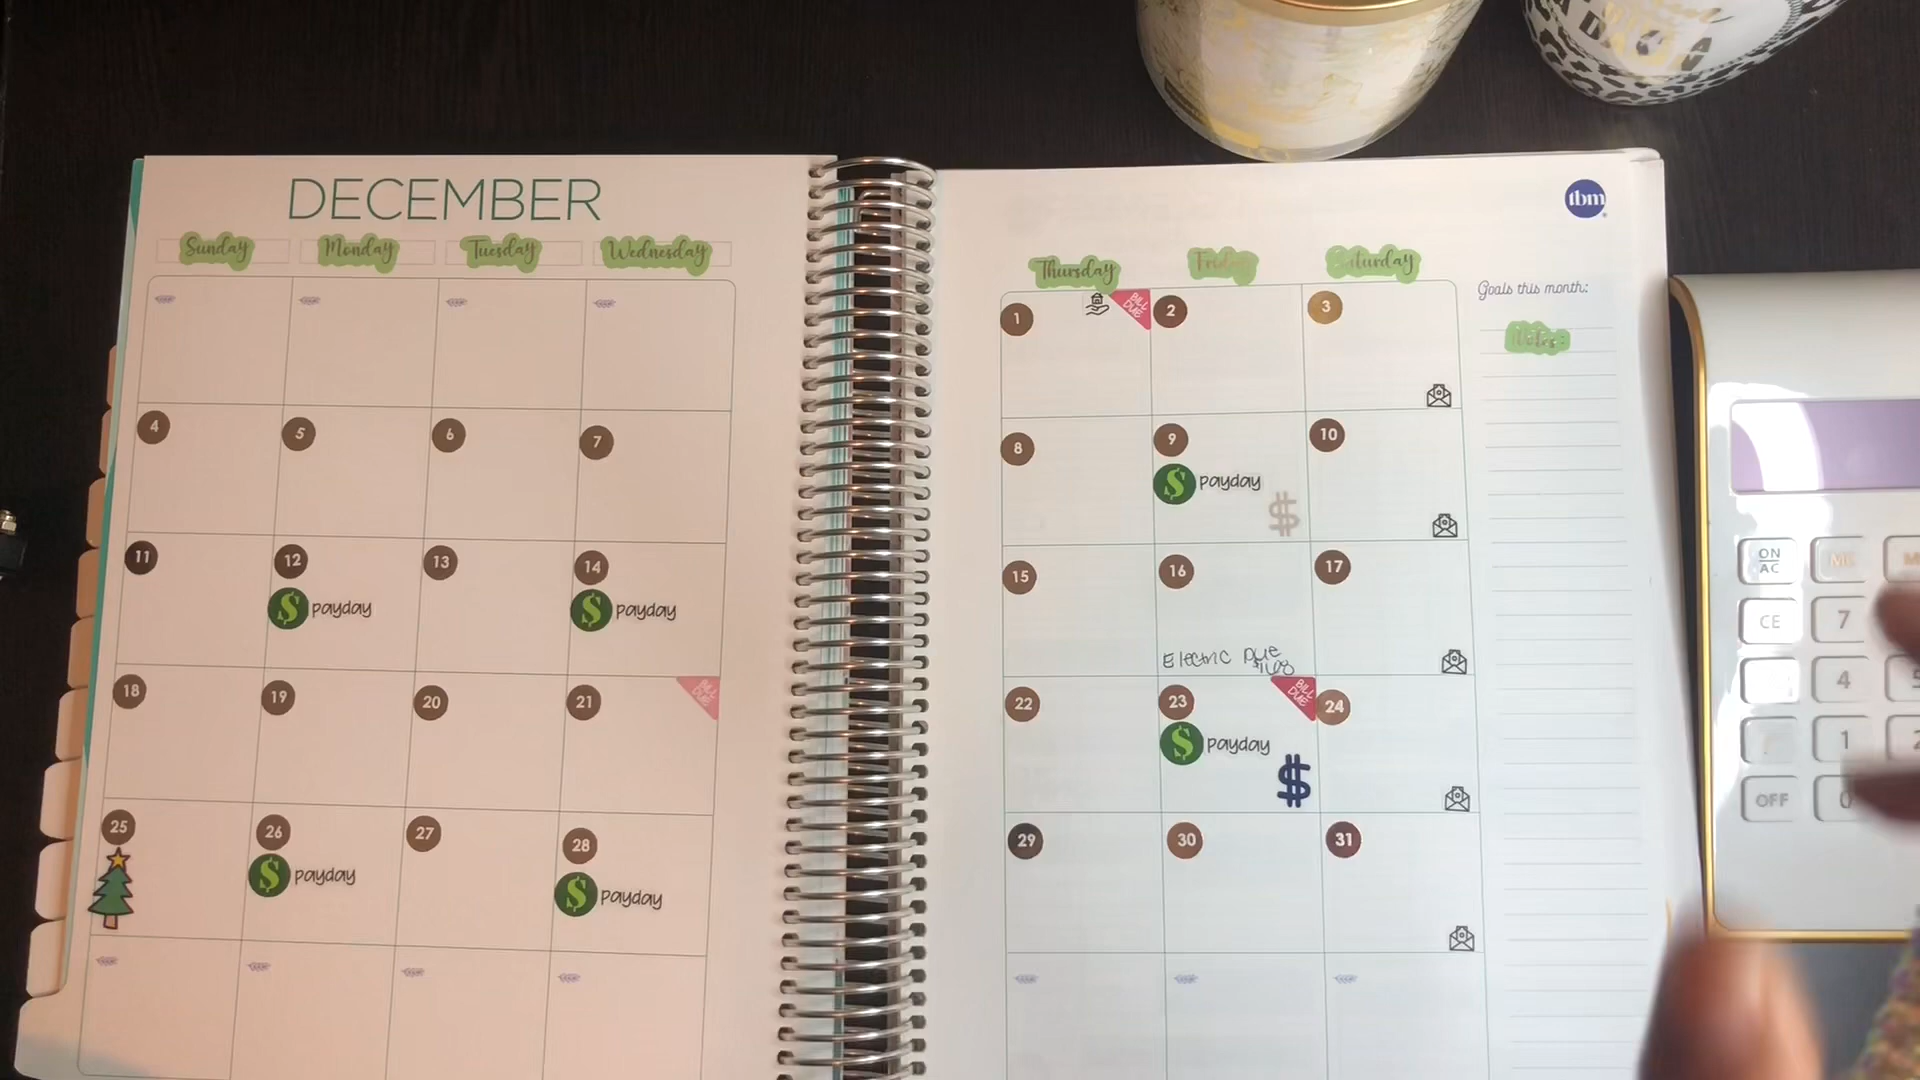 DECEMBER
tbm
Sunday Monday Tuesday Wednesday
Thursday Friday Saturday
Goals this month:
Notes:
1 BILL DUE 2 3
4 5 6 7
8 9 10
payday $
11 12 13 14
payday payday
15 16 17
Electric Due
18 19 20 21 BILL DUE
22 23 BILL DUE 24
payday $
25 26 27 28
payday payday
29 30 31
ON AC
CE 7
4
1
OFF 0